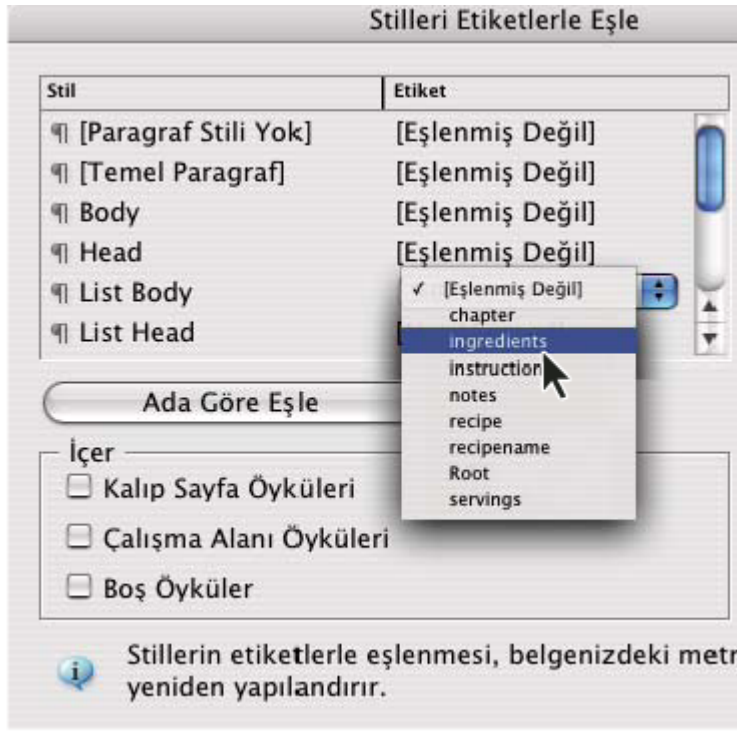 Stilleri Etiketlerle Eşle
Stil Etiket
¶ [Paragraf Stili Yok] [Eşlenmiş Değil]
¶ [Temel Paragraf] [Eşlenmiş Değil]
¶ Body [Eşlenmiş Değil]
¶ Head [Eşlenmiş Değil]
¶ List Body ✓ [Eşlenmiş Değil]
¶ List Head
chapter
ingredients
instruction
notes
recipe
recipename
Root
servings
Ada Göre Eşle
İçer
Kalıp Sayfa Öyküleri
Çalışma Alanı Öyküleri
Boş Öyküler
Stillerin etiketlerle eşlenmesi, belgenizdeki metr
yeniden yapılandırır.